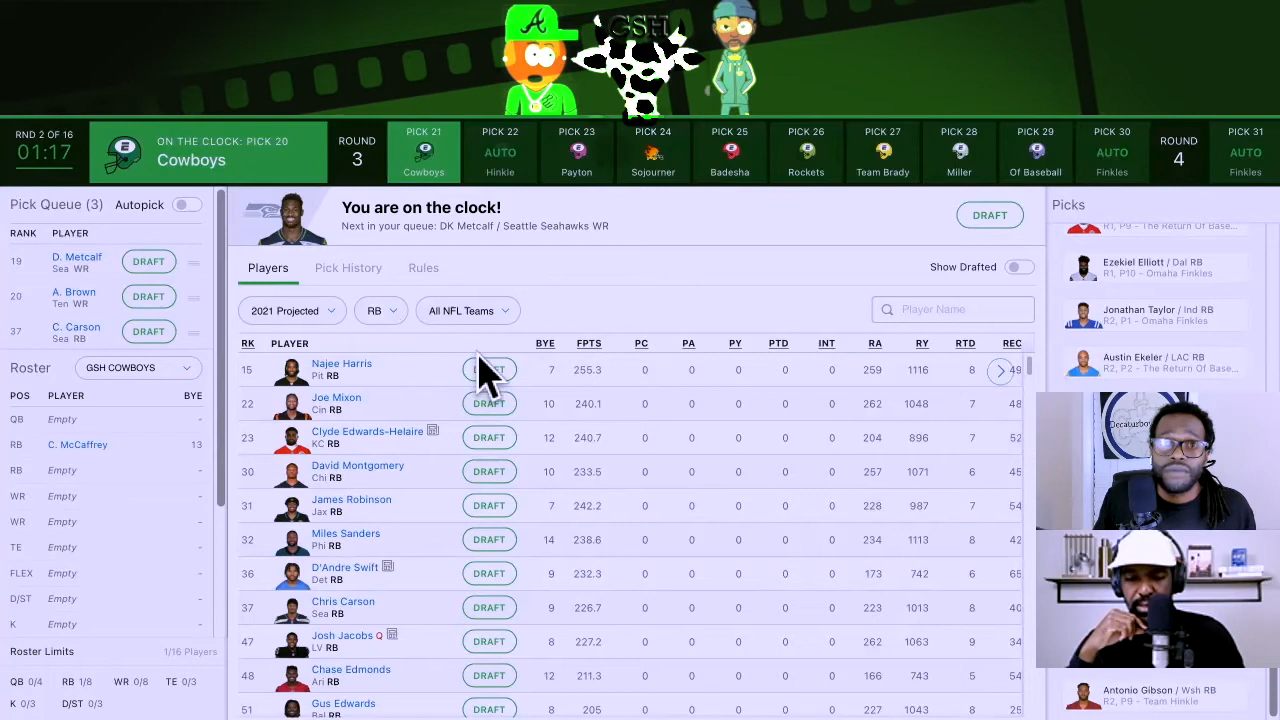 GSH
A
RND 2 OF 16
01:17
ON THE CLOCK: PICK 20
Cowboys
ROUND
3
PICK 21
Cowboys
PICK 22
AUTO
Hinkle
PICK 23
Payton
PICK 24
Sojourner
PICK 25
Badesha
PICK 26
Rockets
PICK 27
Team Brady
PICK 28
Miller
PICK 29
Of Baseball
PICK 30
AUTO
Finkles
ROUND
4
PICK 31
AUTO
Finkles
Pick Queue (3) Autopick
RANK PLAYER
19 D. Metcalf DRAFT
Sea WR
20 A. Brown DRAFT
Ten WR
37 C. Carson DRAFT
Sea RB
Roster GSH COWBOYS
POS PLAYER BYE
QB Empty -
RB C. McCaffrey 13
RB Empty -
WR Empty -
WR Empty -
TE Empty -
FLEX Empty -
D/ST Empty -
K Empty -
Roster Limits 1/16 Players
QB 0/4 RB 1/8 WR 0/8 TE 0/3
K 0/3 D/ST 0/3
You are on the clock!
Next in your queue: DK Metcalf / Seattle Seahawks WR
DRAFT
Players Pick History Rules Show Drafted
2021 Projected RB All NFL Teams Player Name
RK PLAYER BYE FPTS PC PA PY PTD INT RA RY RTD REC
15 Najee Harris 7 255.3 0 0 0 0 0 259 1116 8 49
Pit RB
22 Joe Mixon DRAFT 10 240.1 0 0 0 0 0 262 1048 7 48
Cin RB
23 Clyde Edwards-Helaire DRAFT 12 240.7 0 0 0 0 0 204 896 7 52
KC RB
30 David Montgomery DRAFT 10 233.5 0 0 0 0 0 257 1071 6 45
Chi RB
31 James Robinson DRAFT 7 242.2 0 0 0 0 0 228 987 7 54
Jax RB
32 Miles Sanders DRAFT 14 238.6 0 0 0 0 0 234 1113 8 42
Phi RB
36 D'Andre Swift DRAFT 9 232.3 0 0 0 0 0 173 742 6 65
Det RB
37 Chris Carson DRAFT 9 226.7 0 0 0 0 0 223 1013 8 40
Sea RB
47 Josh Jacobs Q DRAFT 8 227.2 0 0 0 0 0 262 1063 9 34
LV RB
48 Chase Edmonds DRAFT 12 211.3 0 0 0 0 0 166 743 5 54
Ari RB
51 Gus Edwards DRAFT 8 205 0 0 0 0 0 227 1043 8 25
Bal RB
Picks
R1, P9 - The Return Of Base...
Ezekiel Elliott / Dal RB
R1, P10 - Omaha Finkles
Jonathan Taylor / Ind RB
R2, P1 - Omaha Finkles
Austin Ekeler / LAC RB
R2, P2 - The Return Of Base...
Antonio Gibson / Wsh RB
R2, P9 - Team Hinkle